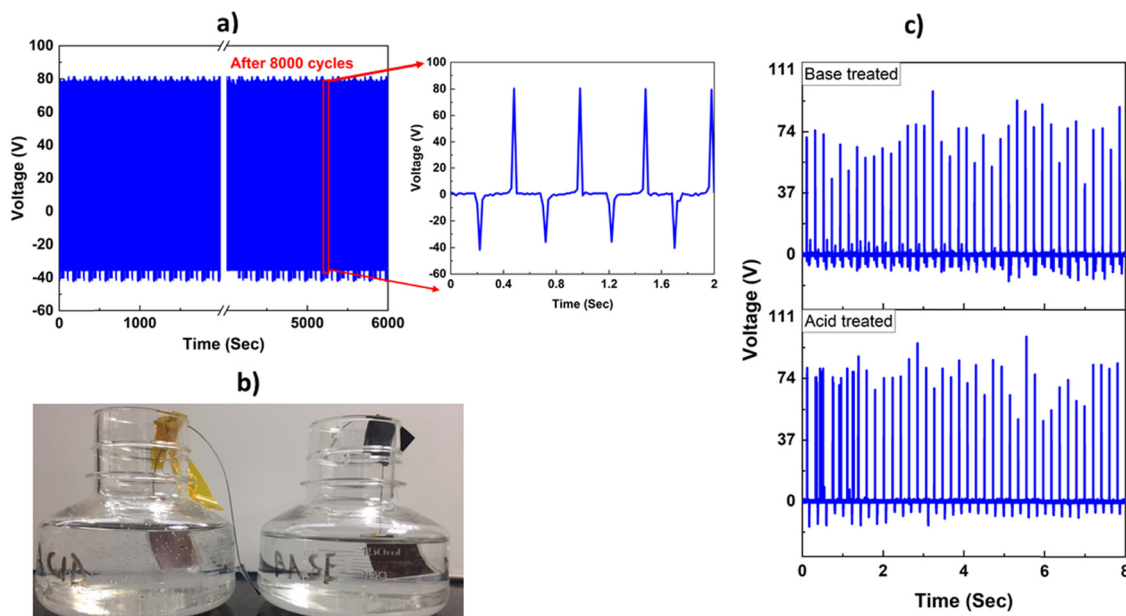 a)
100
80
60
40
20
0
-20
-40
-60
Voltage (V)
After 8000 cycles
0
1000
5000
6000
Time (Sec)
100
80
60
40
20
0
-20
-40
-60
Voltage (V)
0
0.4
0.8
1.2
1.6
2
Time (Sec)
b)
ACIA
BASE
c)
Base treated
111
74
37
0
Acid treated
111
74
37
0
Voltage (V)
0
2
4
6
8
Time (Sec)